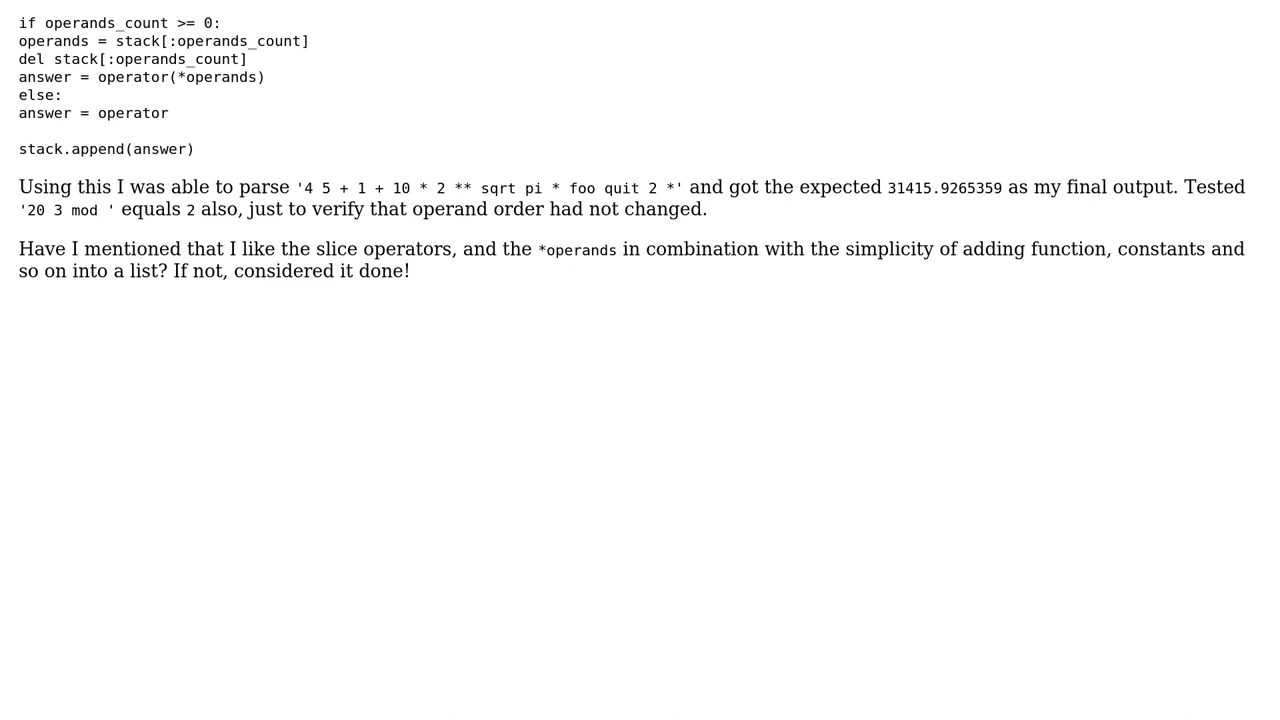 if operands_count >= 0:
operands = stack[:operands_count]
del stack[:operands_count]
answer = operator(*operands)
else:
answer = operator
stack.append(answer)
Using this I was able to parse '4 5 + 1 + 10 * 2 ** sqrt pi * foo quit 2 *' and got the expected 31415.9265359 as my final output. Tested
'20 3 mod ' equals 2 also, just to verify that operand order had not changed.
Have I mentioned that I like the slice operators, and the *operands in combination with the simplicity of adding function, constants and
so on into a list? If not, considered it done!